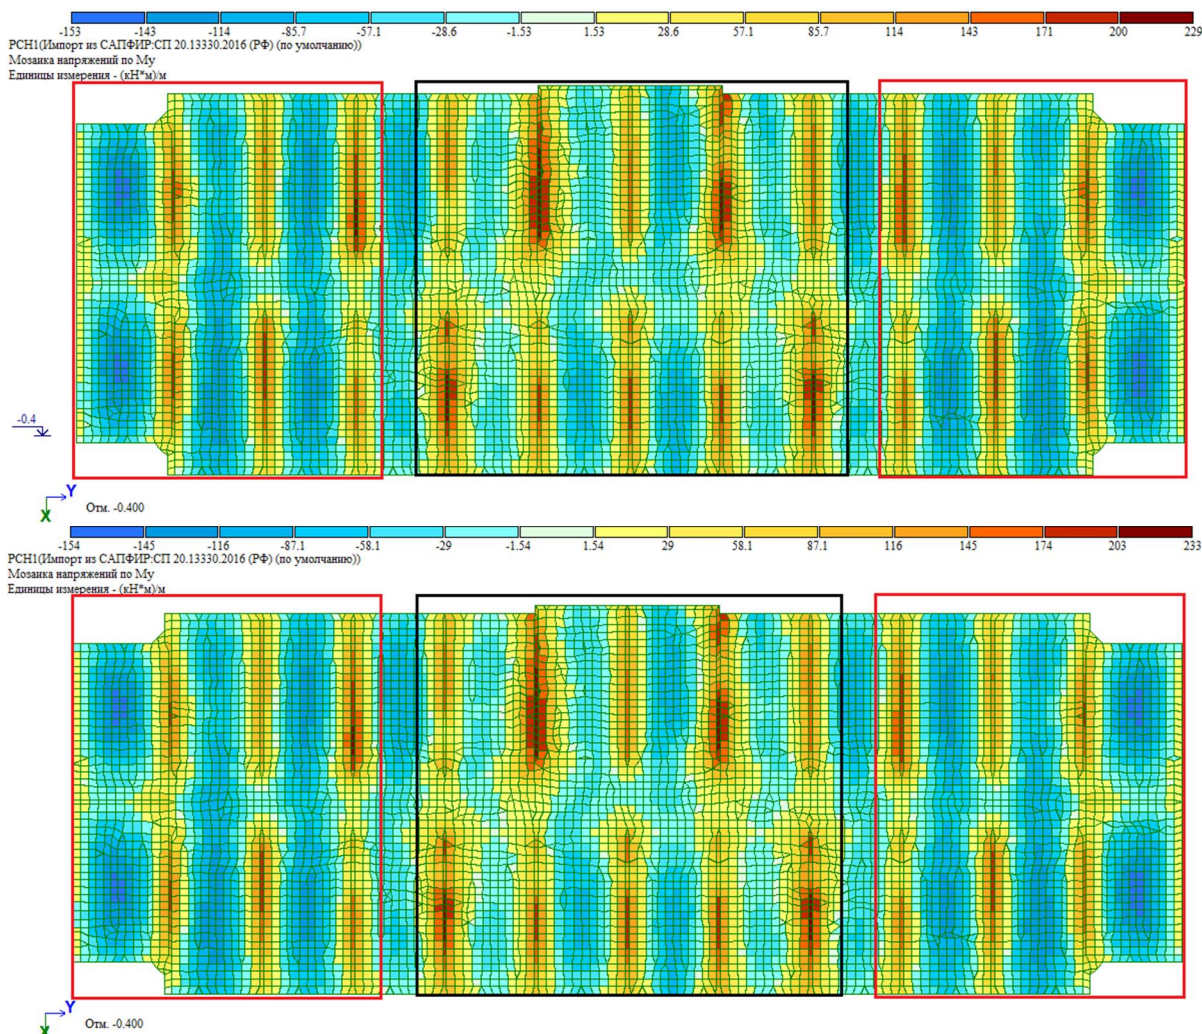 -153 -143 -114 -85.7 -57.1 -28.6 -1.53 1.53 28.6 57.1 85.7 114 143 171 200 229
РСН1(Импорт из САПФИР:СП 20.13330.2016 (РФ) (по умолчанию))
Мозаика напряжений по Му
Единицы измерения - (кН*м)/м
-0.4
Y
X
Отм. -0.400
-154 -145 -116 -87.1 -58.1 -29 -1.54 1.54 29 58.1 87.1 116 145 174 203 233
РСН1(Импорт из САПФИР:СП 20.13330.2016 (РФ) (по умолчанию))
Мозаика напряжений по Му
Единицы измерения - (кН*м)/м
Y
X
Отм. -0.400